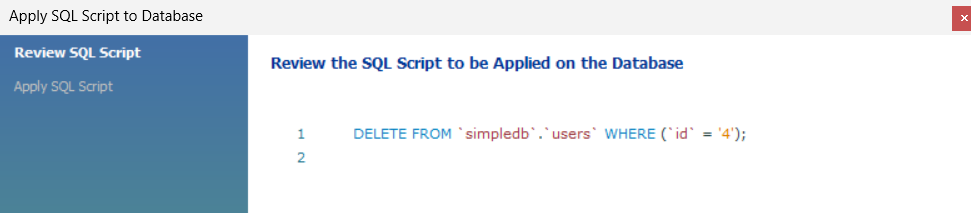 Apply SQL Script to Database
Review SQL Script
Apply SQL Script
Review the SQL Script to be Applied on the Database
1 DELETE FROM `simpledb`.`users` WHERE (`id` = '4');
2